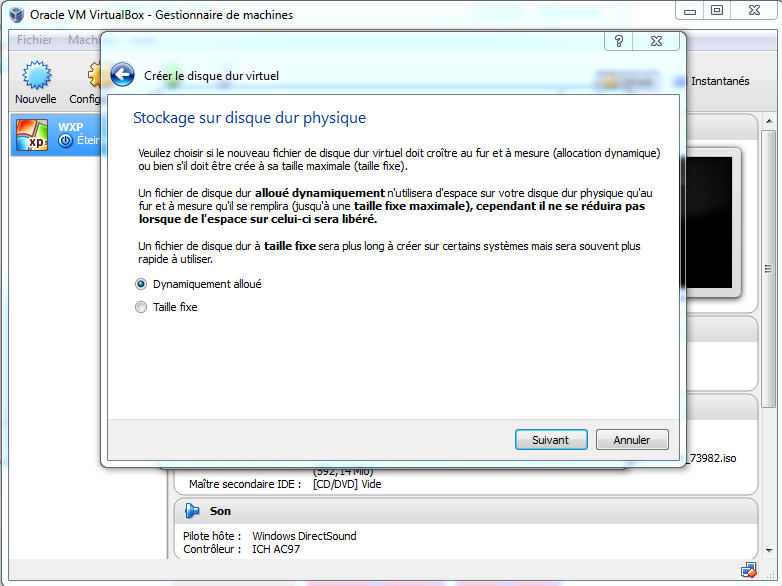 Oracle VM VirtualBox - Gestionnaire de machines
Fichier Machi
Nouvelle Config
Instantanés
WXP
Étein
Créer le disque dur virtuel
Stockage sur disque dur physique
Veuilez choisir si le nouveau fichier de disque dur virtuel doit croître au fur et à mesure (allocation dynamique)
ou bien s'il doit être crée à sa taille maximale (taille fixe).
Un fichier de disque dur alloué dynamiquement n'utilisera d'espace sur votre disque dur physique qu'au
fur et à mesure qu'il se remplira (jusqu'à une taille fixe maximale), cependant il ne se réduira pas
lorsque de l'espace sur celui-ci sera libéré.
Un fichier de disque dur à taille fixe sera plus long à créer sur certains systèmes mais sera souvent plus
rapide à utiliser.
Dynamiquement alloué
Taille fixe
Suivant Annuler
_73982.iso
(592,14 Mio)
Maître secondaire IDE : [CD/DVD] Vide
Son
Pilote hôte : Windows DirectSound
Contrôleur : ICH AC97